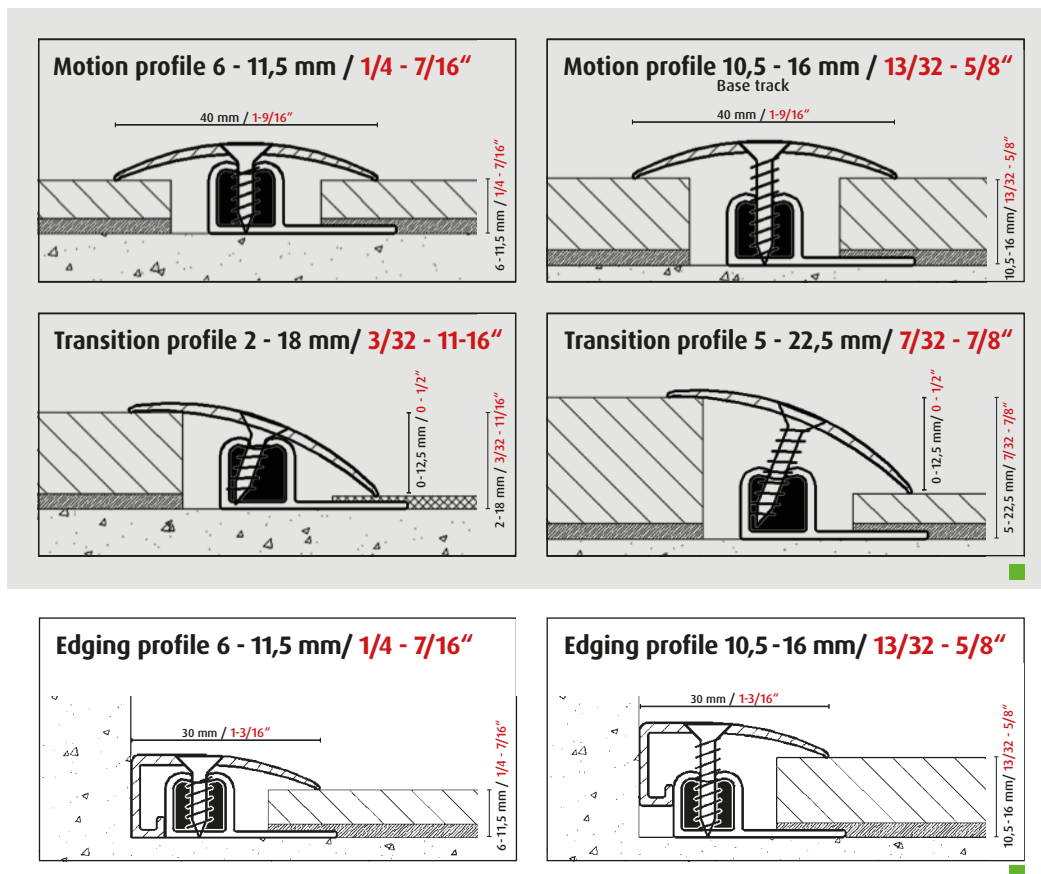 Motion profile 6 - 11,5 mm / 1/4 - 7/16“
40 mm / 1-9/16“
6-11,5 mm / 1/4 - 7/16“
Motion profile 10,5 - 16 mm / 13/32 - 5/8“
Base track
40 mm / 1-9/16“
10,5-16 mm/ 13/32 - 5/8“
Transition profile 2 - 18 mm/ 3/32 - 11-16“
0-12,5 mm / 0 - 1/2“
2-18 mm / 3/32 - 11/16“
Transition profile 5 - 22,5 mm/ 7/32 - 7/8“
0-12,5 mm/ 0 - 1/2“
5-22,5 mm/ 7/32 - 7/8“
Edging profile 6 - 11,5 mm/ 1/4 - 7/16“
30 mm / 1-3/16“
6-11,5 mm/ 1/4 - 7/16“
Edging profile 10,5-16 mm/ 13/32 - 5/8“
30 mm / 1-3/16“
10,5-16 mm/ 13/32 - 5/8“